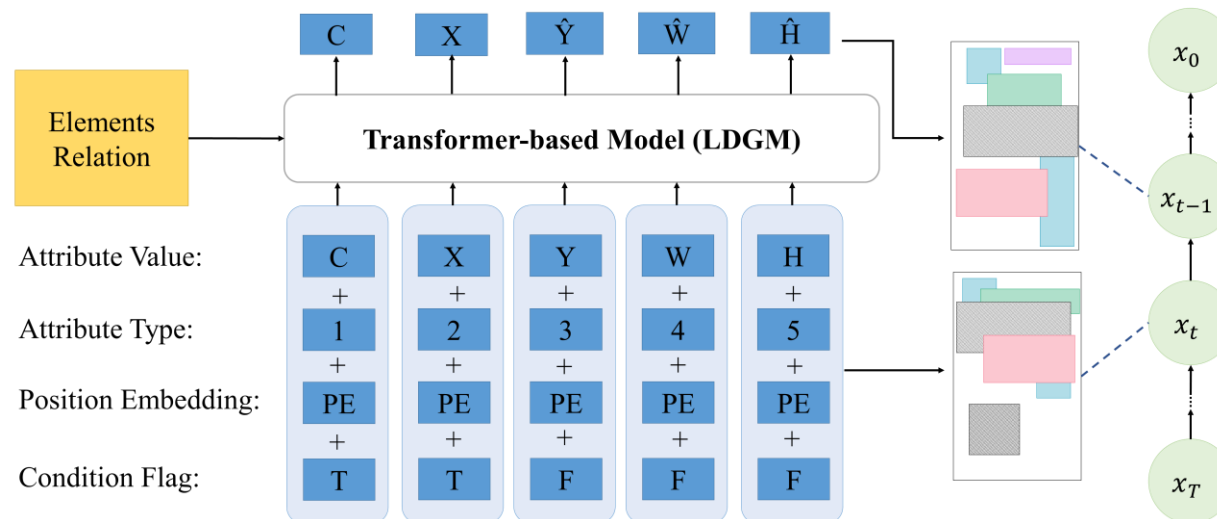 C X Ŷ Ŵ Ĥ
Elements
Relation
Transformer-based Model (LDGM)
Attribute Value: C X Y W H
+ + + + +
Attribute Type: 1 2 3 4 5
+ + + + +
Position Embedding: PE PE PE PE PE
+ + + + +
Condition Flag: T T F F F
x₀
xₜ₋₁
xₜ
x_T